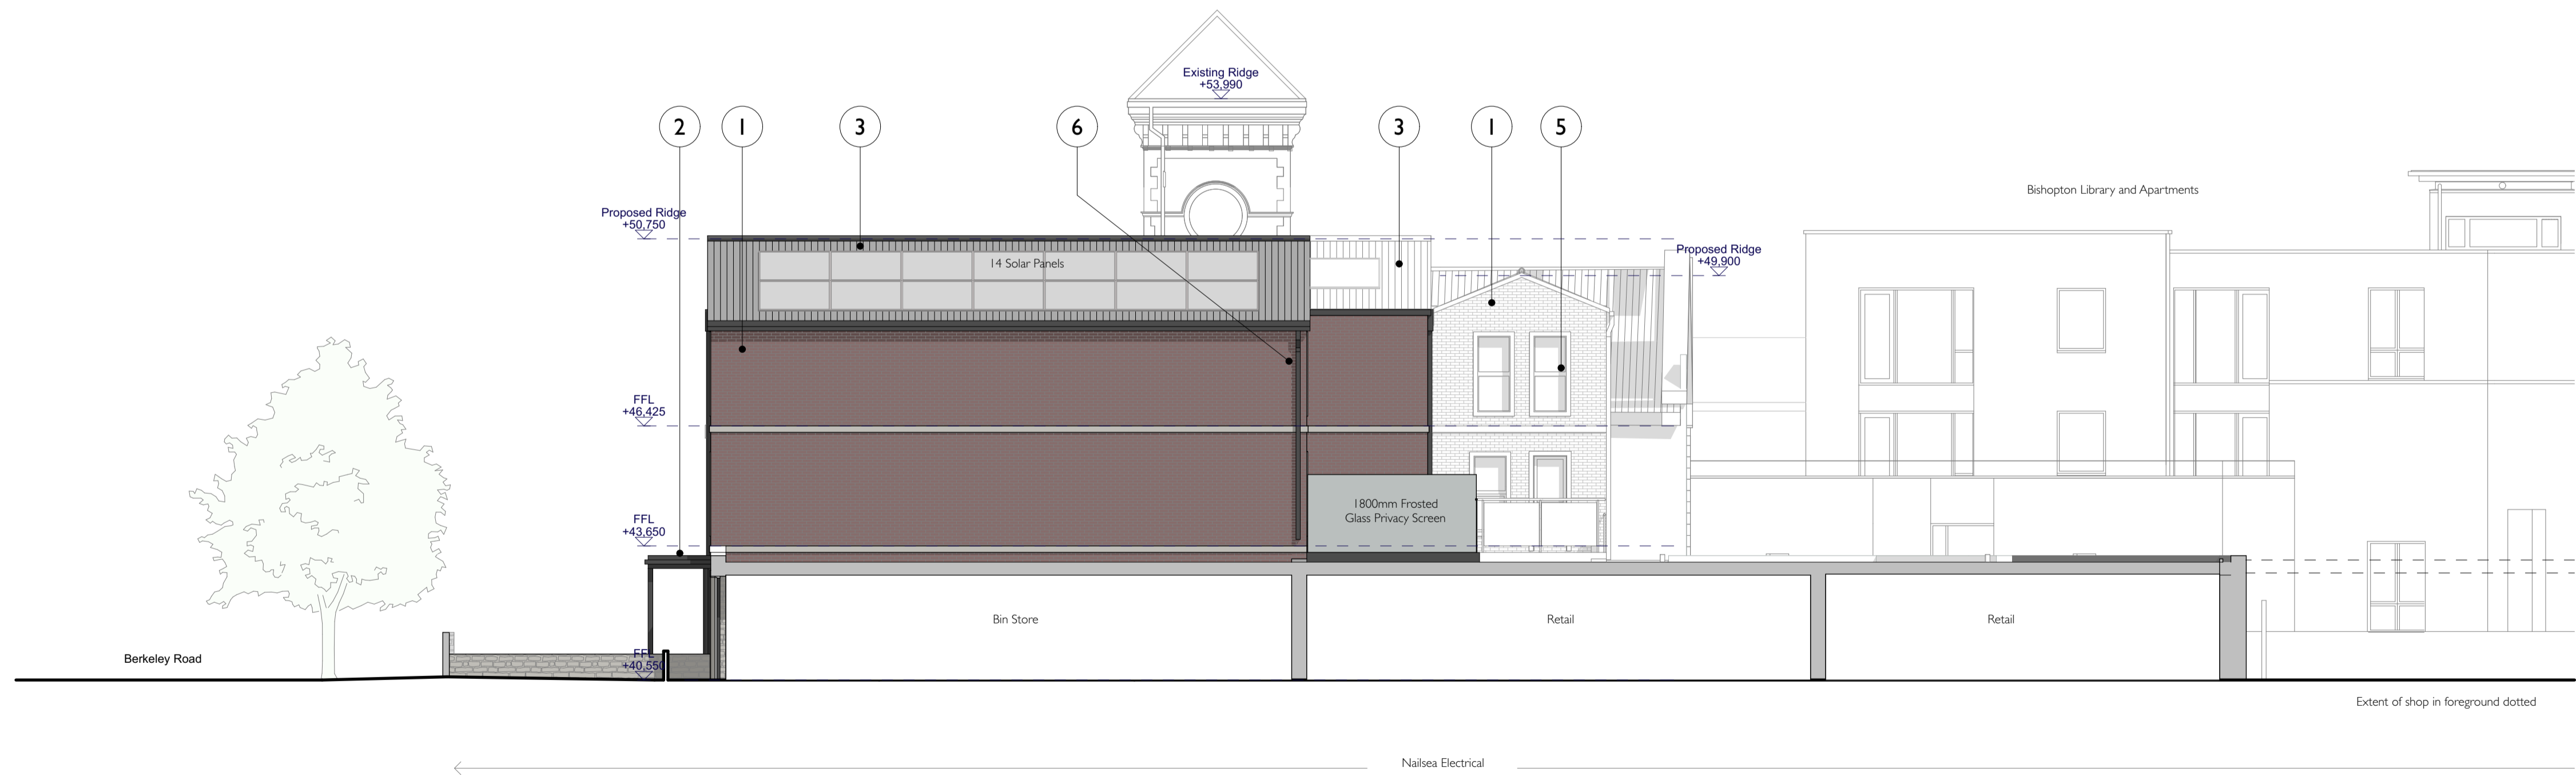 Existing Ridge
+53,990
2
1
3
6
3
1
5
Bishopton Library and Apartments
Proposed Ridge
+50,750
Proposed Ridge
+49,900
14 Solar Panels
FFL
+46,425
1800mm Frosted
Glass Privacy Screen
FFL
+43,650
Bin Store
Retail
Retail
Berkeley Road
FFL
+40,550
Extent of shop in foreground dotted
Nailsea Electrical